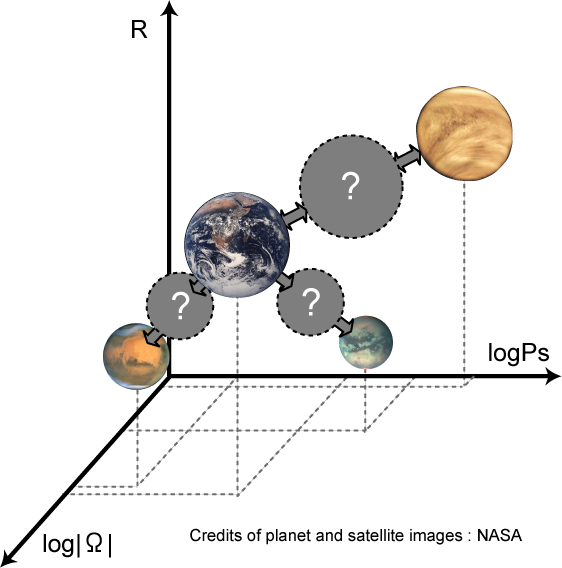 R
?
?
?
logPs
log|Ω|
Credits of planet and satellite images : NASA